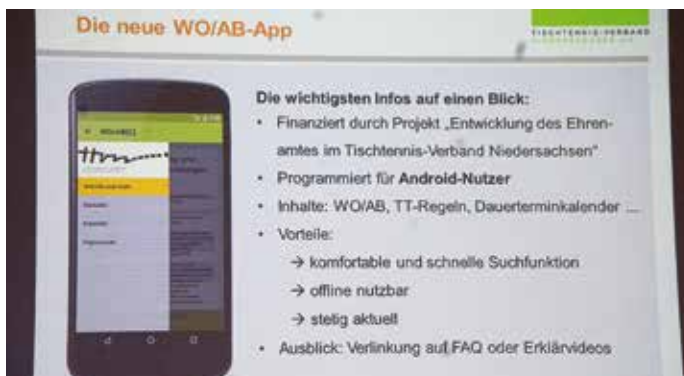 Die neue WO/AB-App
TISCHTENNIS-VERBAND
Die wichtigsten Infos auf einen Blick:
• Finanziert durch Projekt „Entwicklung des Ehren-
amtes im Tischtennis-Verband Niedersachsen"
• Programmiert für Android-Nutzer
• Inhalte: WO/AB, TT-Regeln, Dauerterminkalender ...
• Vorteile:
→ komfortable und schnelle Suchfunktion
→ offline nutzbar
→ stetig aktuell
• Ausblick: Verlinkung auf FAQ oder Erklärvideos